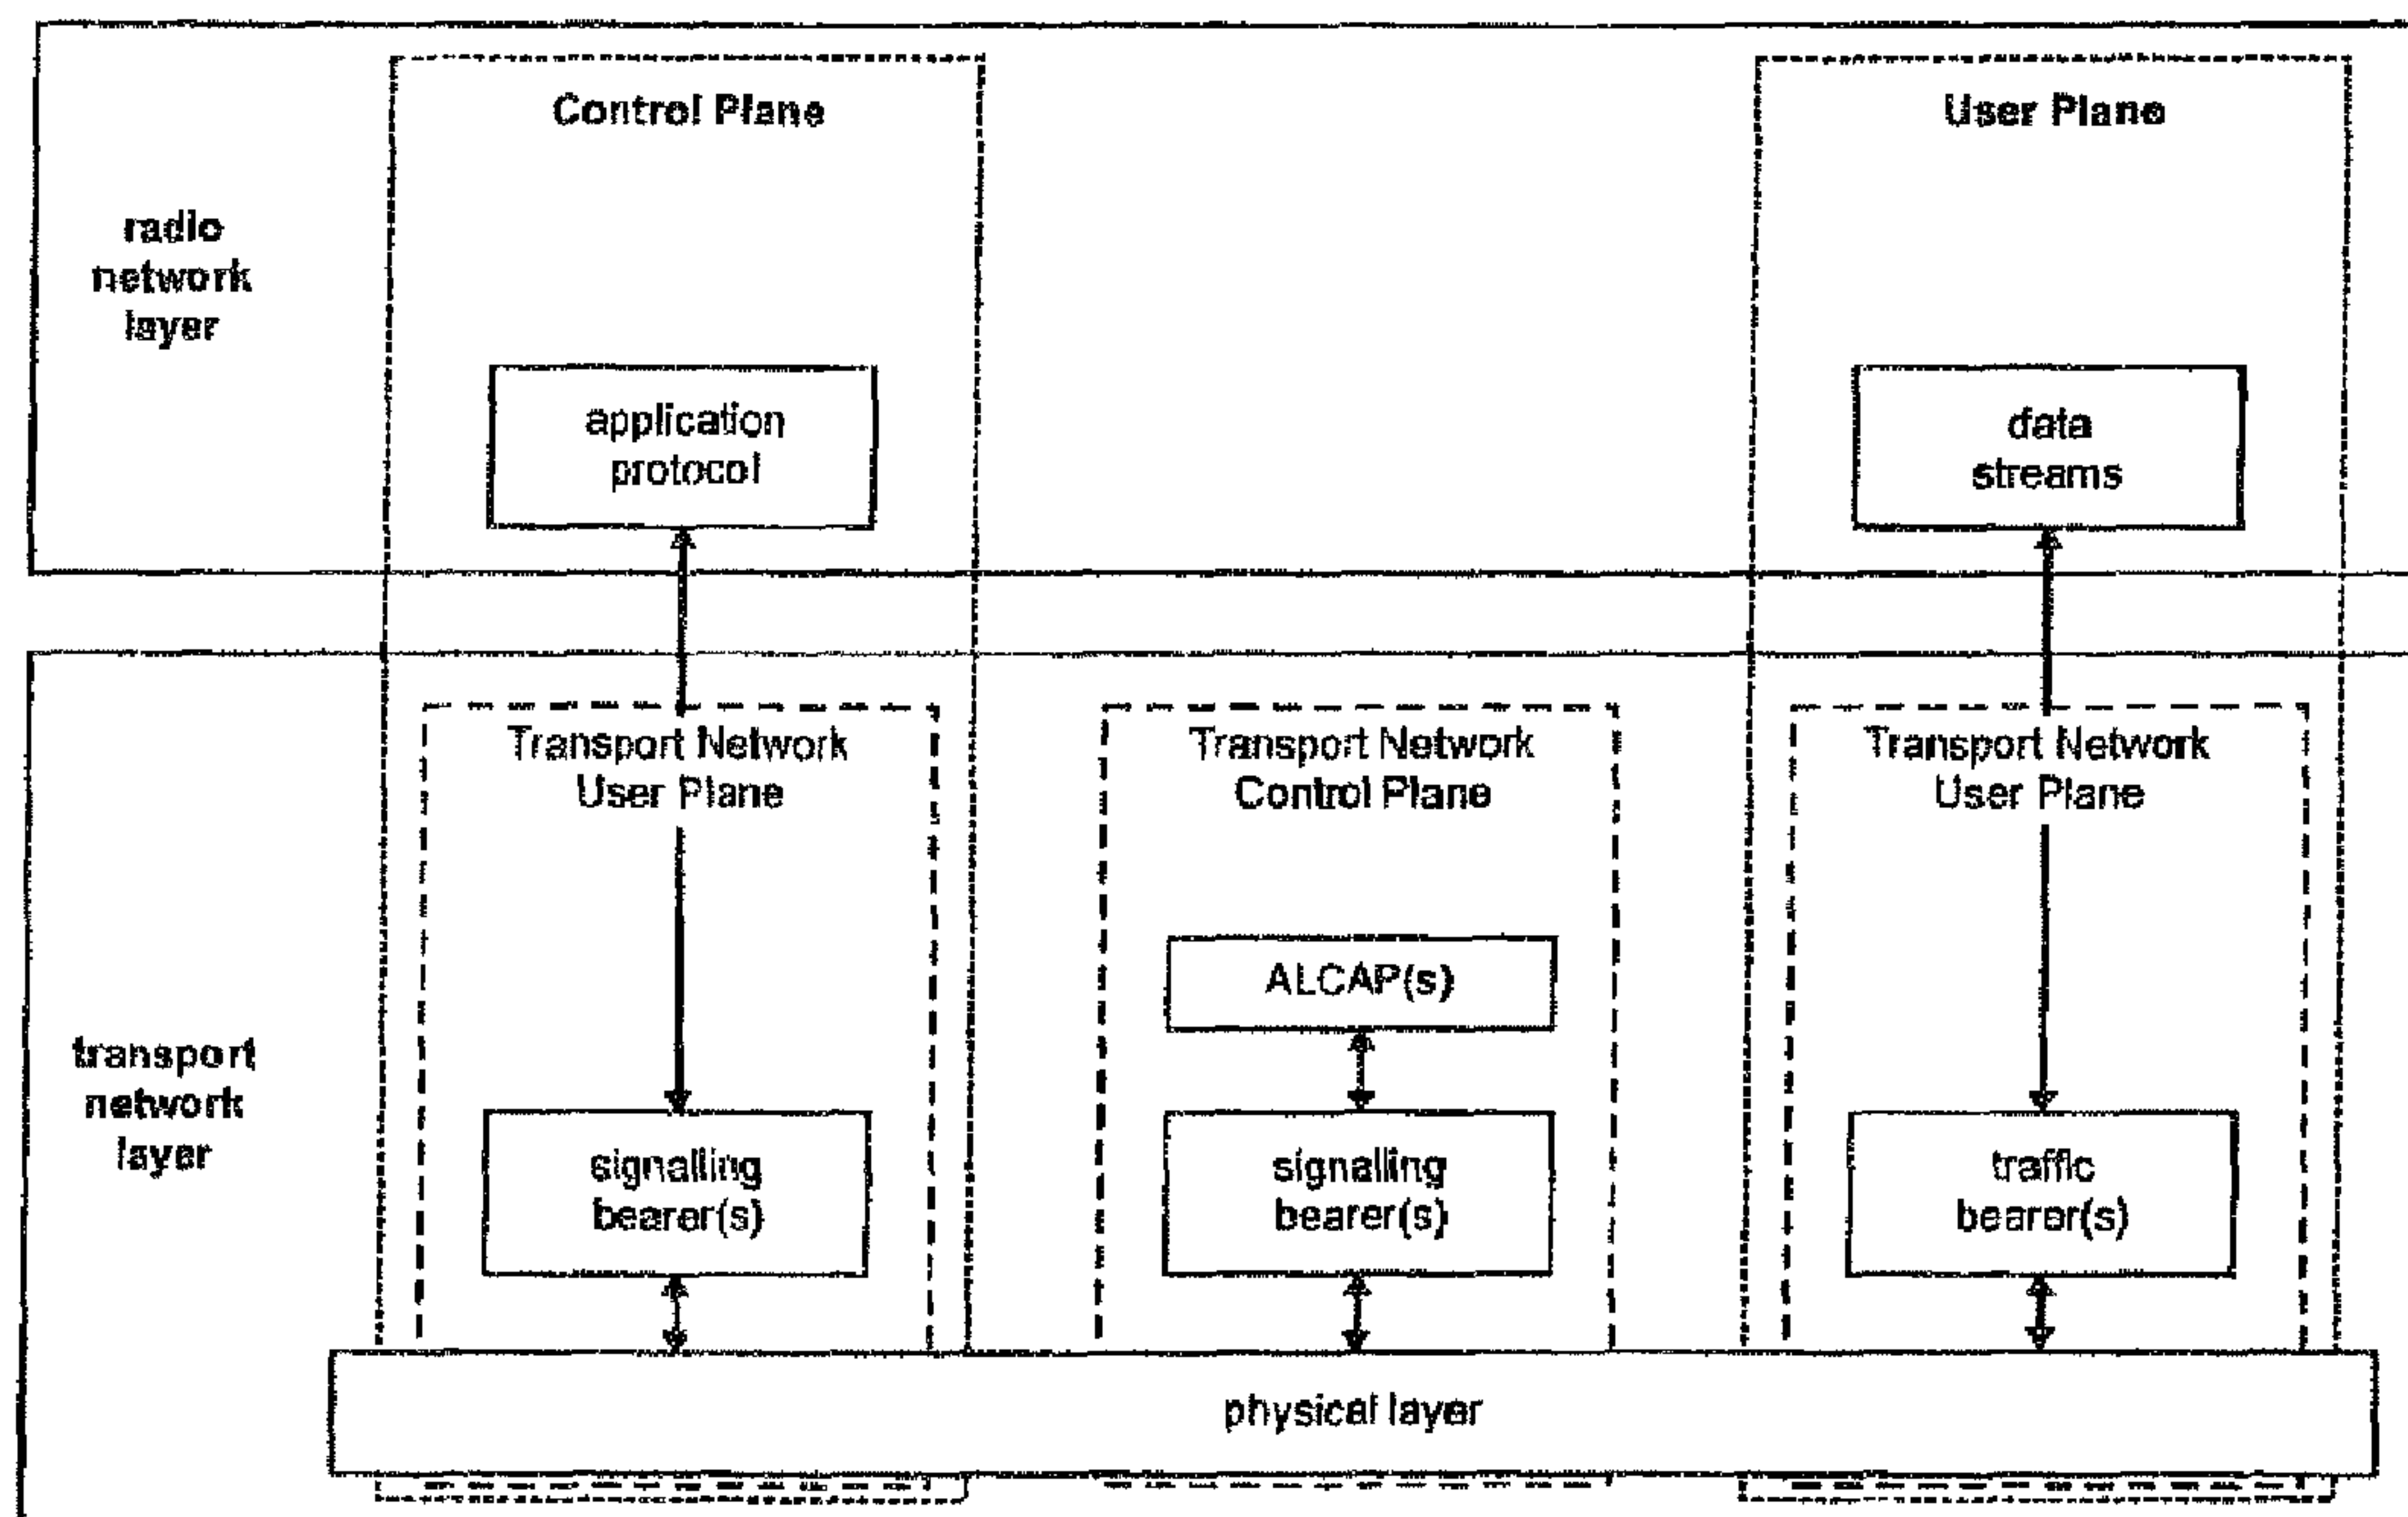 Control Plane
User Plane
radio
network
layer
application
protocol
data
streams
Transport Network
User Plane
Transport Network
Control Plane
Transport Network
User Plane
ALCAP(s)
transport
network
layer
signalling
bearer(s)
signalling
bearer(s)
traffic
bearer(s)
physical layer